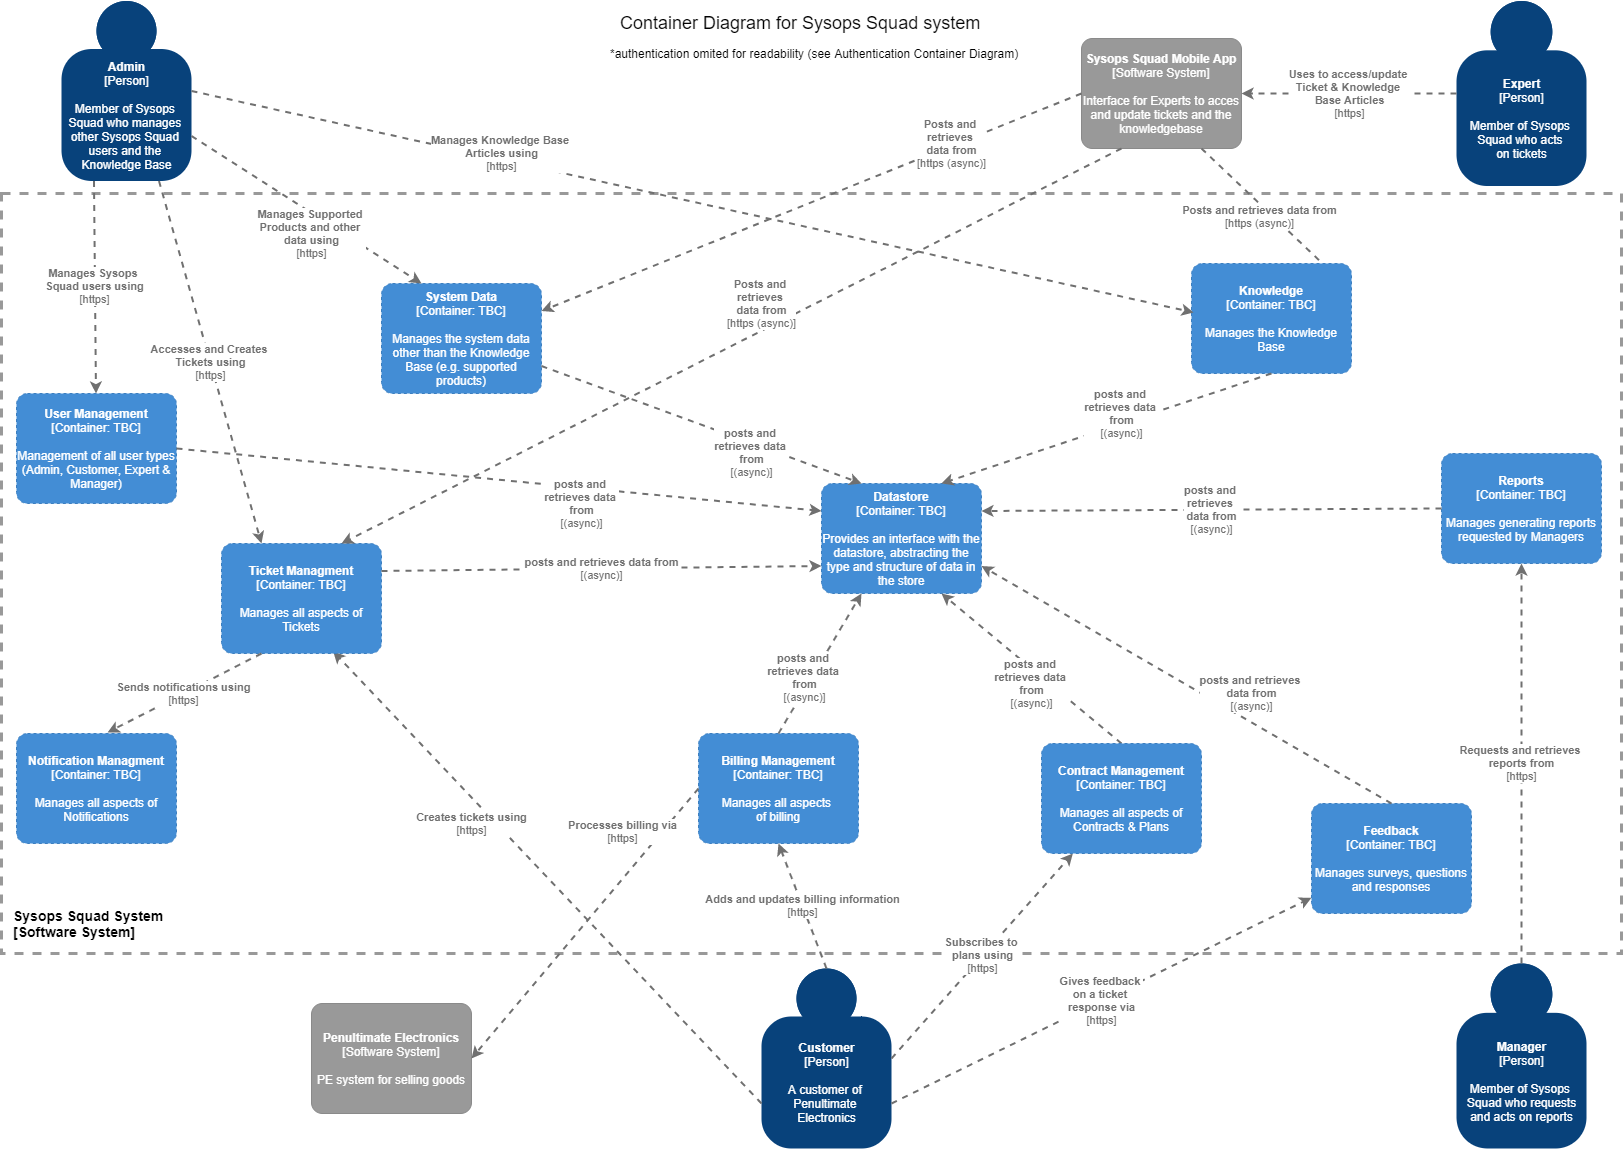 Container Diagram for Sysops Squad system
*authentication omited for readability (see Authentication Container Diagram)
Admin
[Person]
Member of Sysops
Squad who manages
other Sysops Squad
users and the
Knowledge Base
Sysops Squad Mobile App
[Software System]
Interface for Experts to acces
and update tickets and the
knowledgebase
Uses to access/update
Ticket & Knowledge
Base Articles
[https]
Expert
[Person]
Member of Sysops
Squad who acts
on tickets
Manages Knowledge Base
Articles using
[https]
Posts and
retrieves
data from
[https (async)]
Manages Supported
Products and other
data using
[https]
Posts and retrieves data from
[https (async)]
Manages Sysops
Squad users using
[https]
System Data
[Container: TBC]
Manages the system data
other than the Knowledge
Base (e.g. supported
products)
Posts and
retrieves
data from
[https (async)]
Knowledge
[Container: TBC]
Manages the Knowledge
Base
Accesses and Creates
Tickets using
[https]
User Management
[Container: TBC]
Management of all user types
(Admin, Customer, Expert &
Manager)
posts and
retrieves data
from
[(async)]
posts and
retrieves data
from
[(async)]
posts and
retrieves data
from
[(async)]
Datastore
[Container: TBC]
Provides an interface with the
datastore, abstracting the
type and structure of data in
the store
posts and
retrieves
data from
[(async)]
Reports
[Container: TBC]
Manages generating reports
requested by Managers
Ticket Managment
[Container: TBC]
Manages all aspects of
Tickets
posts and retrieves data from
[(async)]
Sends notifications using
[https]
posts and
retrieves data
from
[(async)]
posts and
retrieves data
from
[(async)]
posts and retrieves
data from
[(async)]
Notification Managment
[Container: TBC]
Manages all aspects of
Notifications
Billing Management
[Container: TBC]
Manages all aspects
of billing
Contract Management
[Container: TBC]
Manages all aspects of
Contracts & Plans
Requests and retrieves
reports from
[https]
Creates tickets using
[https]
Processes billing via
[https]
Feedback
[Container: TBC]
Manages surveys, questions
and responses
Adds and updates billing information
[https]
Sysops Squad System
[Software System]
Subscribes to
plans using
[https]
Gives feedback
on a ticket
response via
[https]
Penultimate Electronics
[Software System]
PE system for selling goods
Customer
[Person]
A customer of
Penultimate
Electronics
Manager
[Person]
Member of Sysops
Squad who requests
and acts on reports